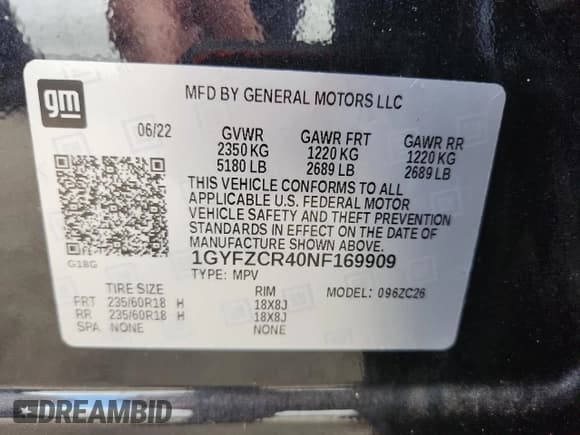 gm
MFD BY GENERAL MOTORS LLC
06/22 GVWR GAWR FRT GAWR RR
2350 KG 1220 KG 1220 KG
5180 LB 2689 LB 2689 LB
THIS VEHICLE CONFORMS TO ALL
APPLICABLE U.S. FEDERAL MOTOR
VEHICLE SAFETY AND THEFT PREVENTION
STANDARDS IN EFFECT ON THE DATE OF
MANUFACTURE SHOWN ABOVE.
G18G 1GYFZCR40NF169909
TYPE: MPV
TIRE SIZE RIM MODEL: 096ZC26
FRT 235/60R18 H 18X8J
RR 235/60R18 H 18X8J
SPA NONE NONE
DREAMBID